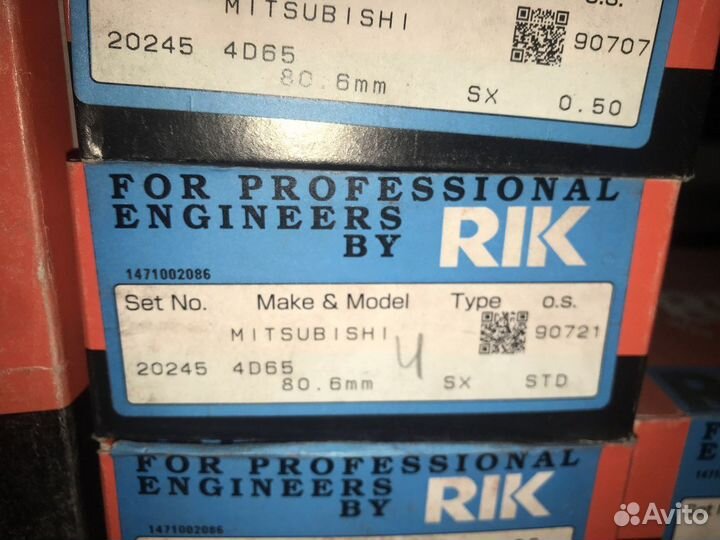 MITSUBISHI
20245 4D65 90707
80.6mm SX 0.50
FOR PROFESSIONAL
ENGINEERS
BY RIK
1471002086
Set No. Make & Model Type o.s.
MITSUBISHI 90721
20245 4D65
80.6mm SX STD
FOR PROFESSIONAL
ENGINEERS
BY RIK
1471002086
Avito